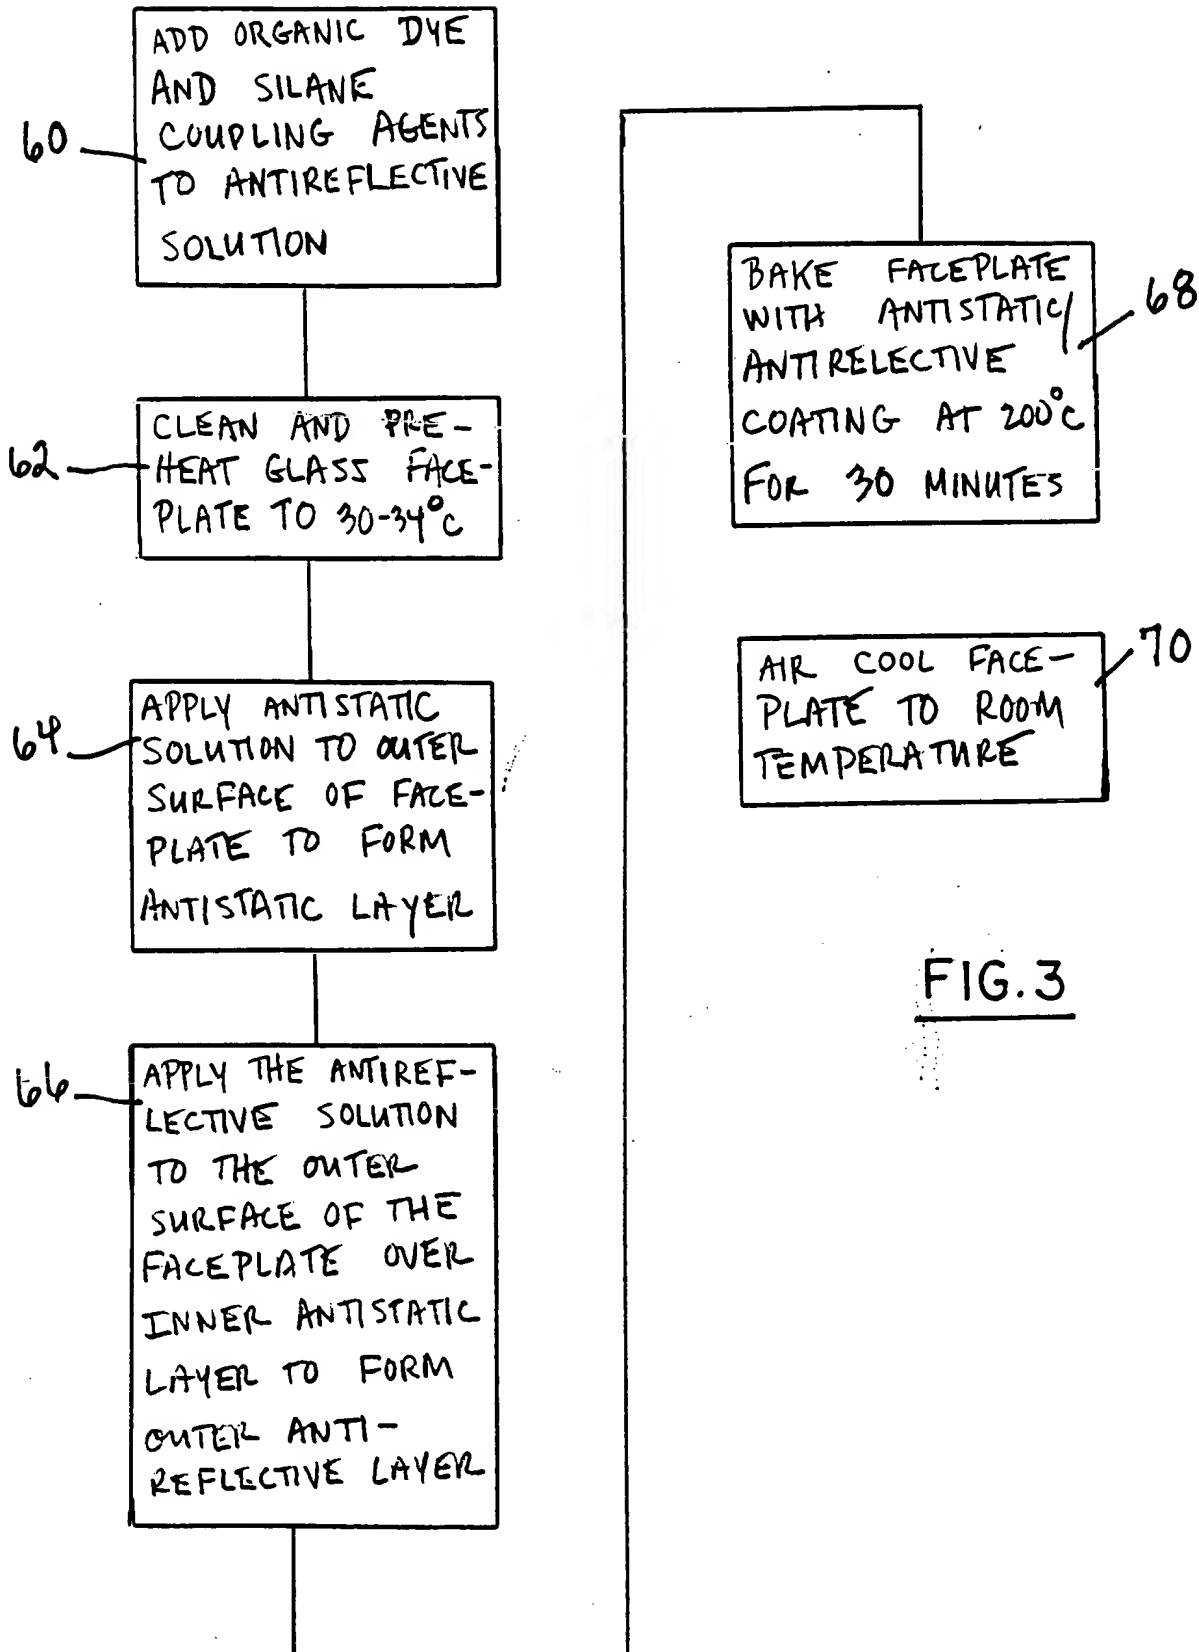 ADD ORGANIC DYE
AND SILANE
COUPLING AGENTS
TO ANTIREFLECTIVE
SOLUTION
60
CLEAN AND PRE-
HEAT GLASS FACE-
PLATE TO 30-34°C
62
APPLY ANTISTATIC
SOLUTION TO OUTER
SURFACE OF FACE-
PLATE TO FORM
ANTISTATIC LAYER
64
APPLY THE ANTIREF-
LECTIVE SOLUTION
TO THE OUTER
SURFACE OF THE
FACEPLATE OVER
INNER ANTISTATIC
LAYER TO FORM
OUTER ANTI-
REFLECTIVE LAYER
66
BAKE FACEPLATE
WITH ANTISTATIC/
ANTIRELECTIVE
COATING AT 200°C
FOR 30 MINUTES
68
AIR COOL FACE-
PLATE TO ROOM
TEMPERATURE
70
FIG. 3